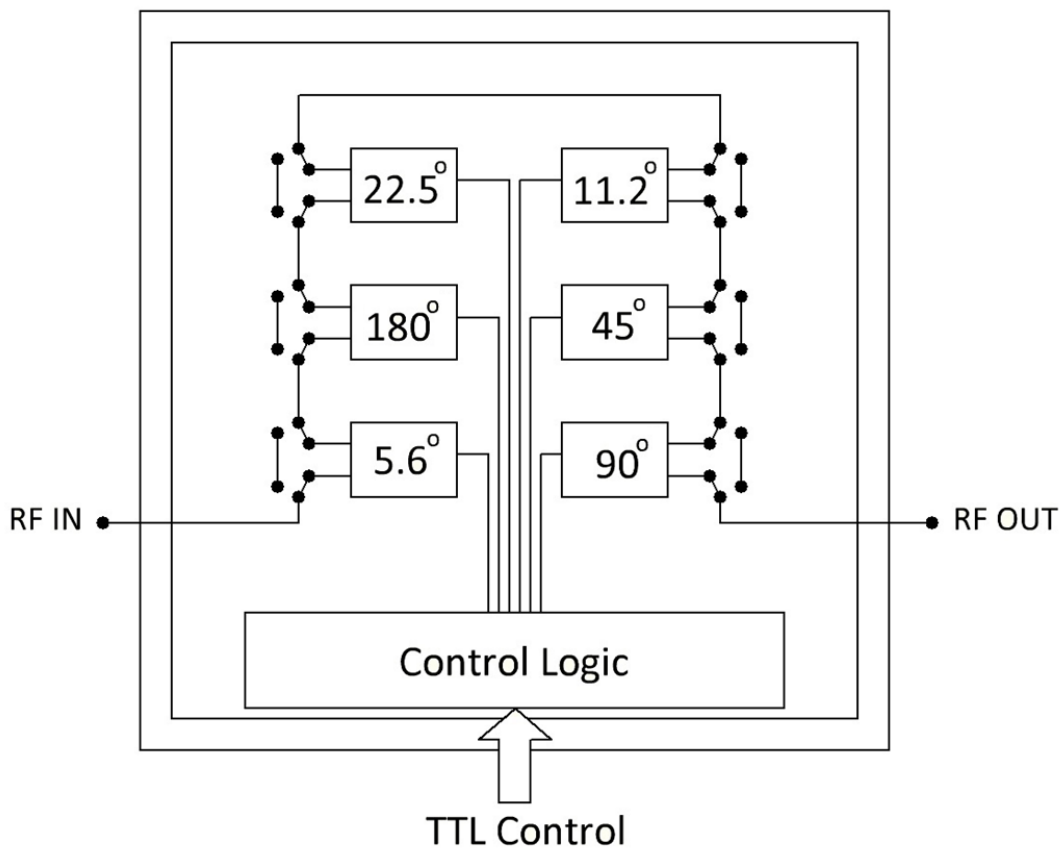 22.5°
11.2°
180°
45°
5.6°
90°
RF IN
RF OUT
Control Logic
TTL Control